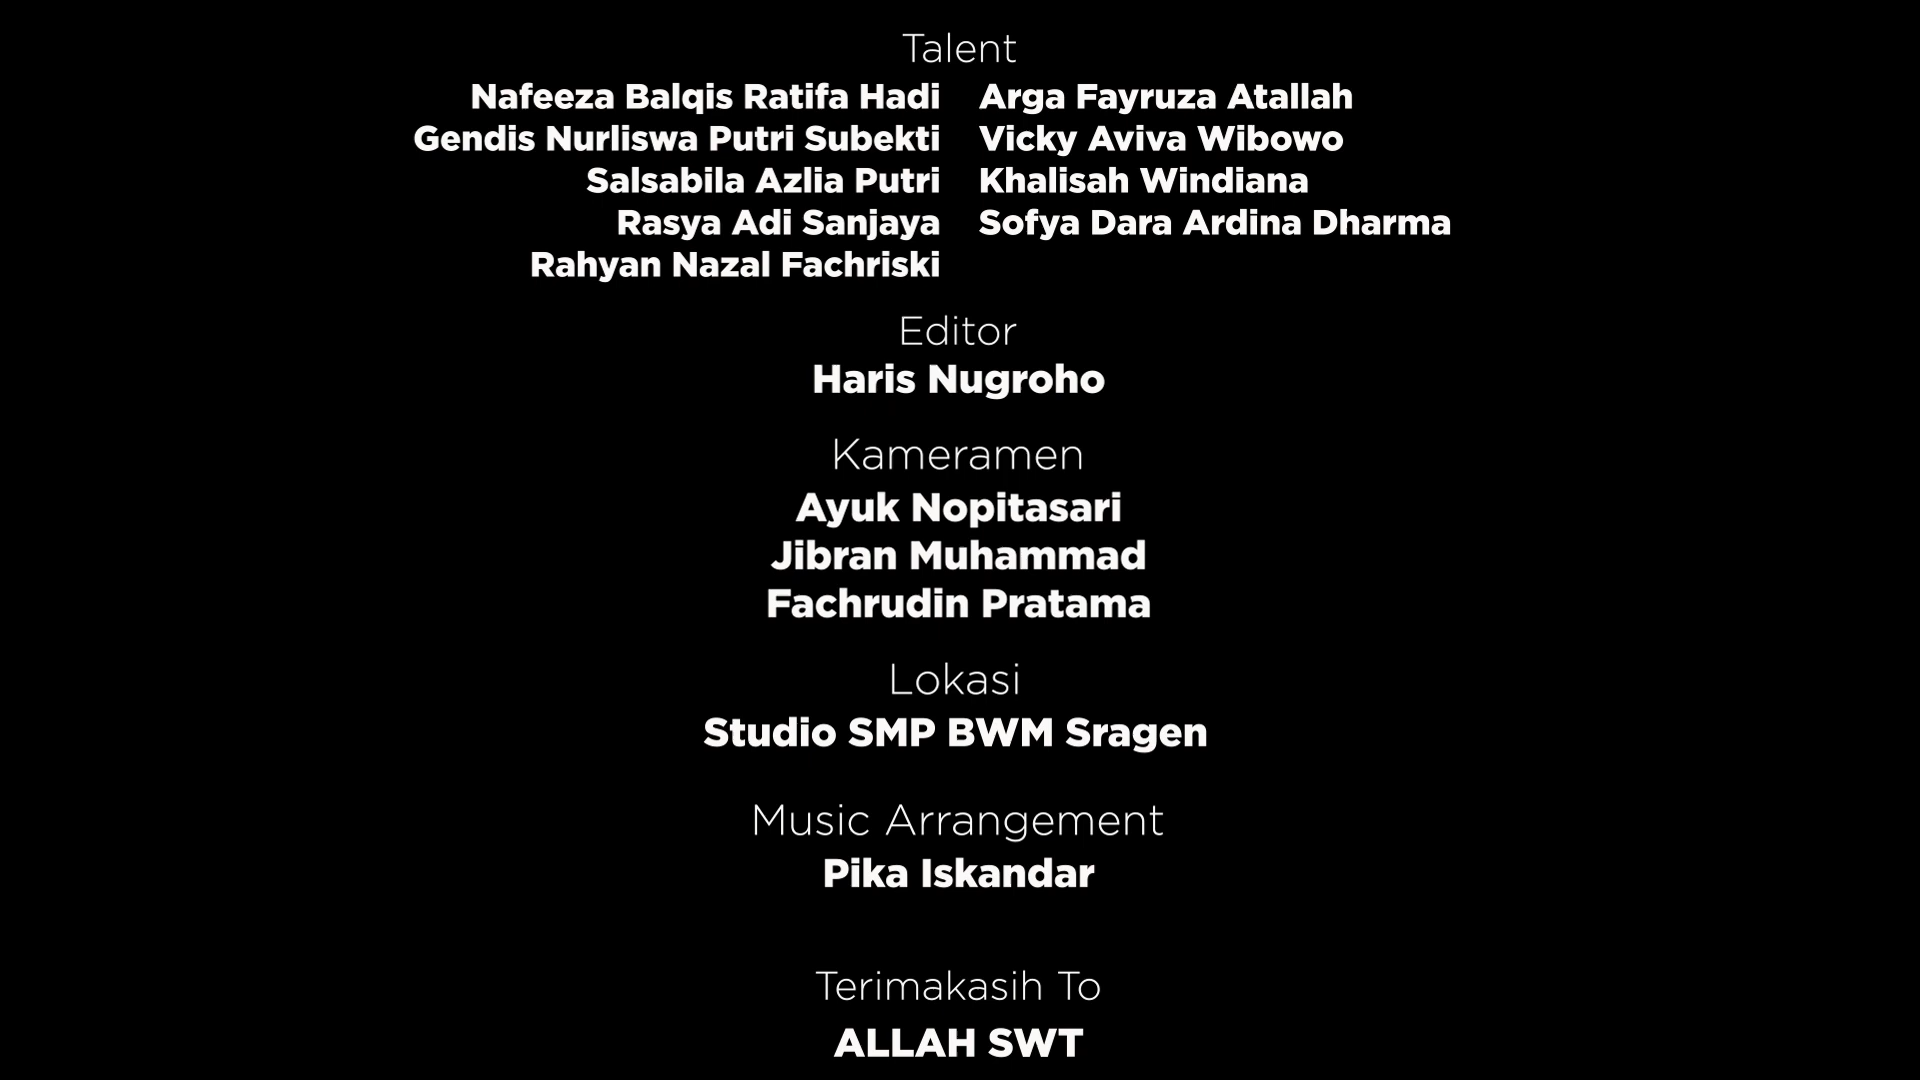 Talent
Nafeeza Balqis Ratifa Hadi Arga Fayruza Atallah
Gendis Nurliswa Putri Subekti Vicky Aviva Wibowo
Salsabila Azlia Putri Khalisah Windiana
Rasya Adi Sanjaya Sofya Dara Ardina Dharma
Rahyan Nazal Fachriski
Editor
Haris Nugroho
Kameramen
Ayuk Nopitasari
Jibran Muhammad
Fachrudin Pratama
Lokasi
Studio SMP BWM Sragen
Music Arrangement
Pika Iskandar
Terimakasih To
ALLAH SWT